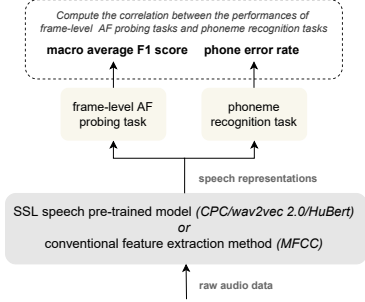 Compute the correlation between the performances of
frame-level AF probing tasks and phoneme recognition tasks
macro average F1 score phone error rate
frame-level AF
probing task
phoneme
recognition task
speech representations
SSL speech pre-trained model (CPC/wav2vec 2.0/HuBert)
or
conventional feature extraction method (MFCC)
raw audio data